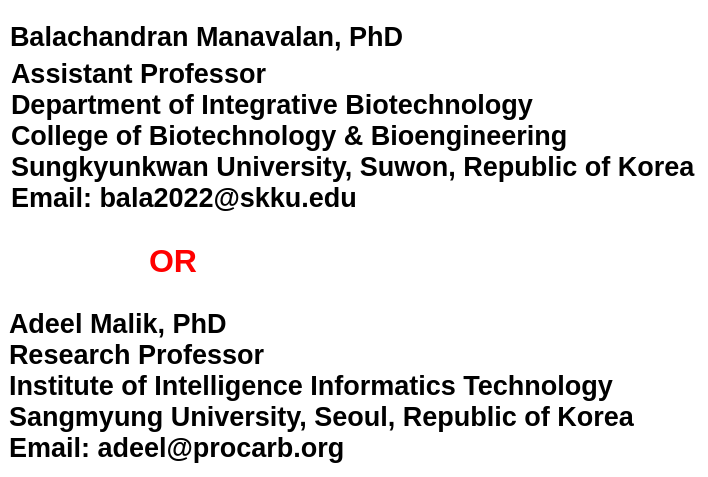 Balachandran Manavalan, PhD
Assistant Professor
Department of Integrative Biotechnology
College of Biotechnology & Bioengineering
Sungkyunkwan University, Suwon, Republic of Korea
Email: bala2022@skku.edu
OR
Adeel Malik, PhD
Research Professor
Institute of Intelligence Informatics Technology
Sangmyung University, Seoul, Republic of Korea
Email: adeel@procarb.org